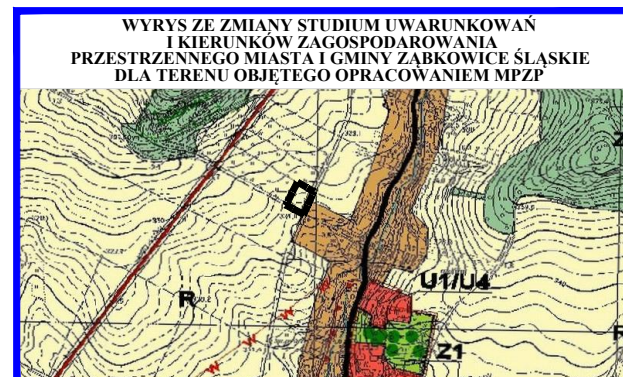 WYRYS ZE ZMIANY STUDIUM UWARUNKOWAŃ
I KIERUNKÓW ZAGOSPODAROWANIA
PRZESTRZENNEGO MIASTA I GMINY ZĄBKOWICE ŚLĄSKIE
DLA TERENU OBJĘTEGO OPRACOWANIEM MPZP
Z
U1/U4
R
W
W
W
W
R
Z1